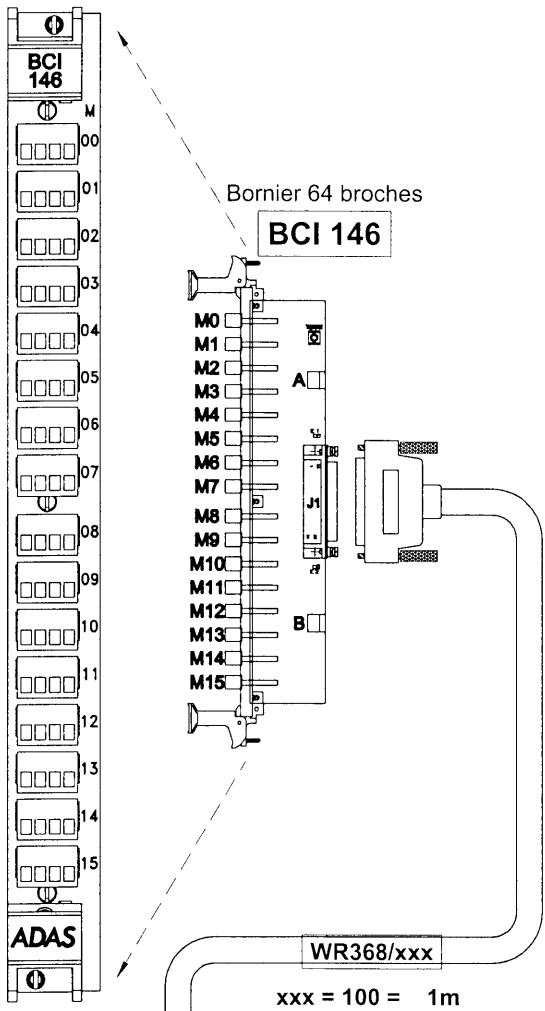 BCI
146
M
00
01
02
03
04
05
06
07
08
09
10
11
12
13
14
15
ADAS
Bornier 64 broches
BCI 146
M0
M1
M2
M3
M4
M5
M6
M7
M8
M9
M10
M11
M12
M13
M14
M15
A
J1
B
WR368/xxx
xxx = 100 = 1m